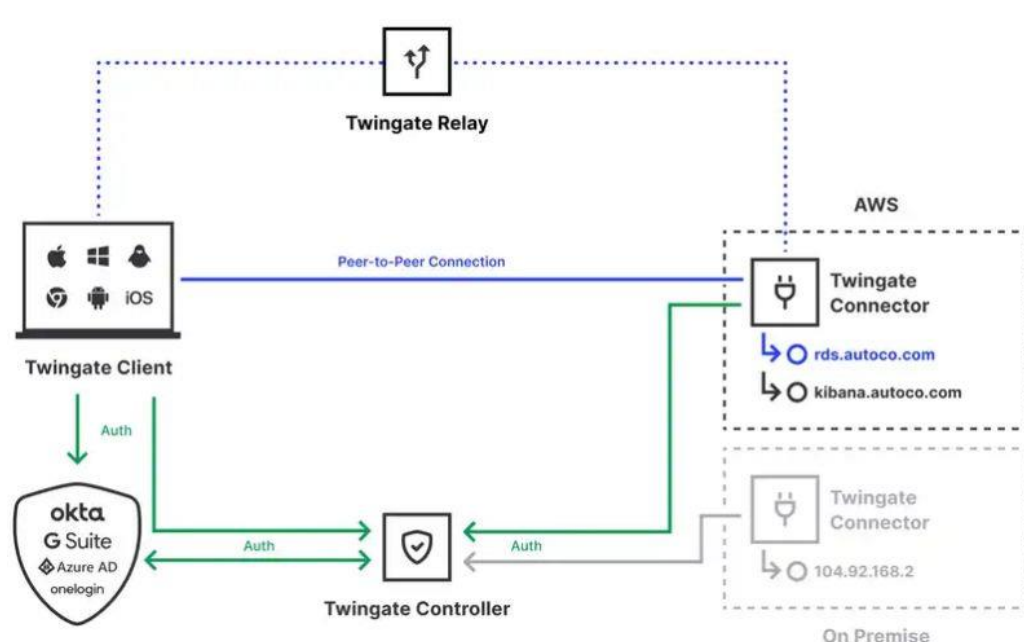 Twingate Relay
AWS
Peer-to-Peer Connection
Twingate
Connector
rds.autoco.com
kibana.autoco.com
iOS
Twingate Client
Auth
okta
G Suite
Azure AD
onelogin
Auth
Auth
Twingate Controller
Twingate
Connector
104.92.168.2
On Premise